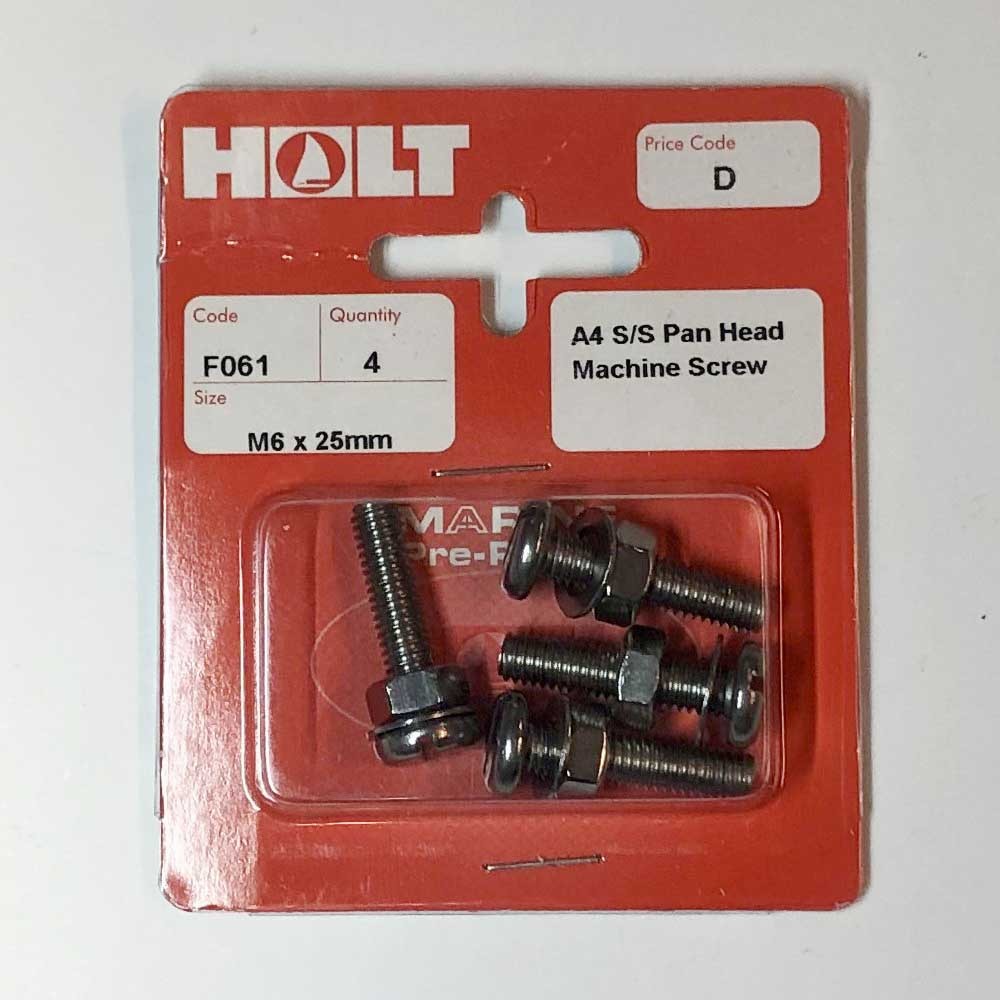 HOLT
Price Code
D
Code
F061
Quantity
4
Size
M6 x 25mm
A4 S/S Pan Head
Machine Screw